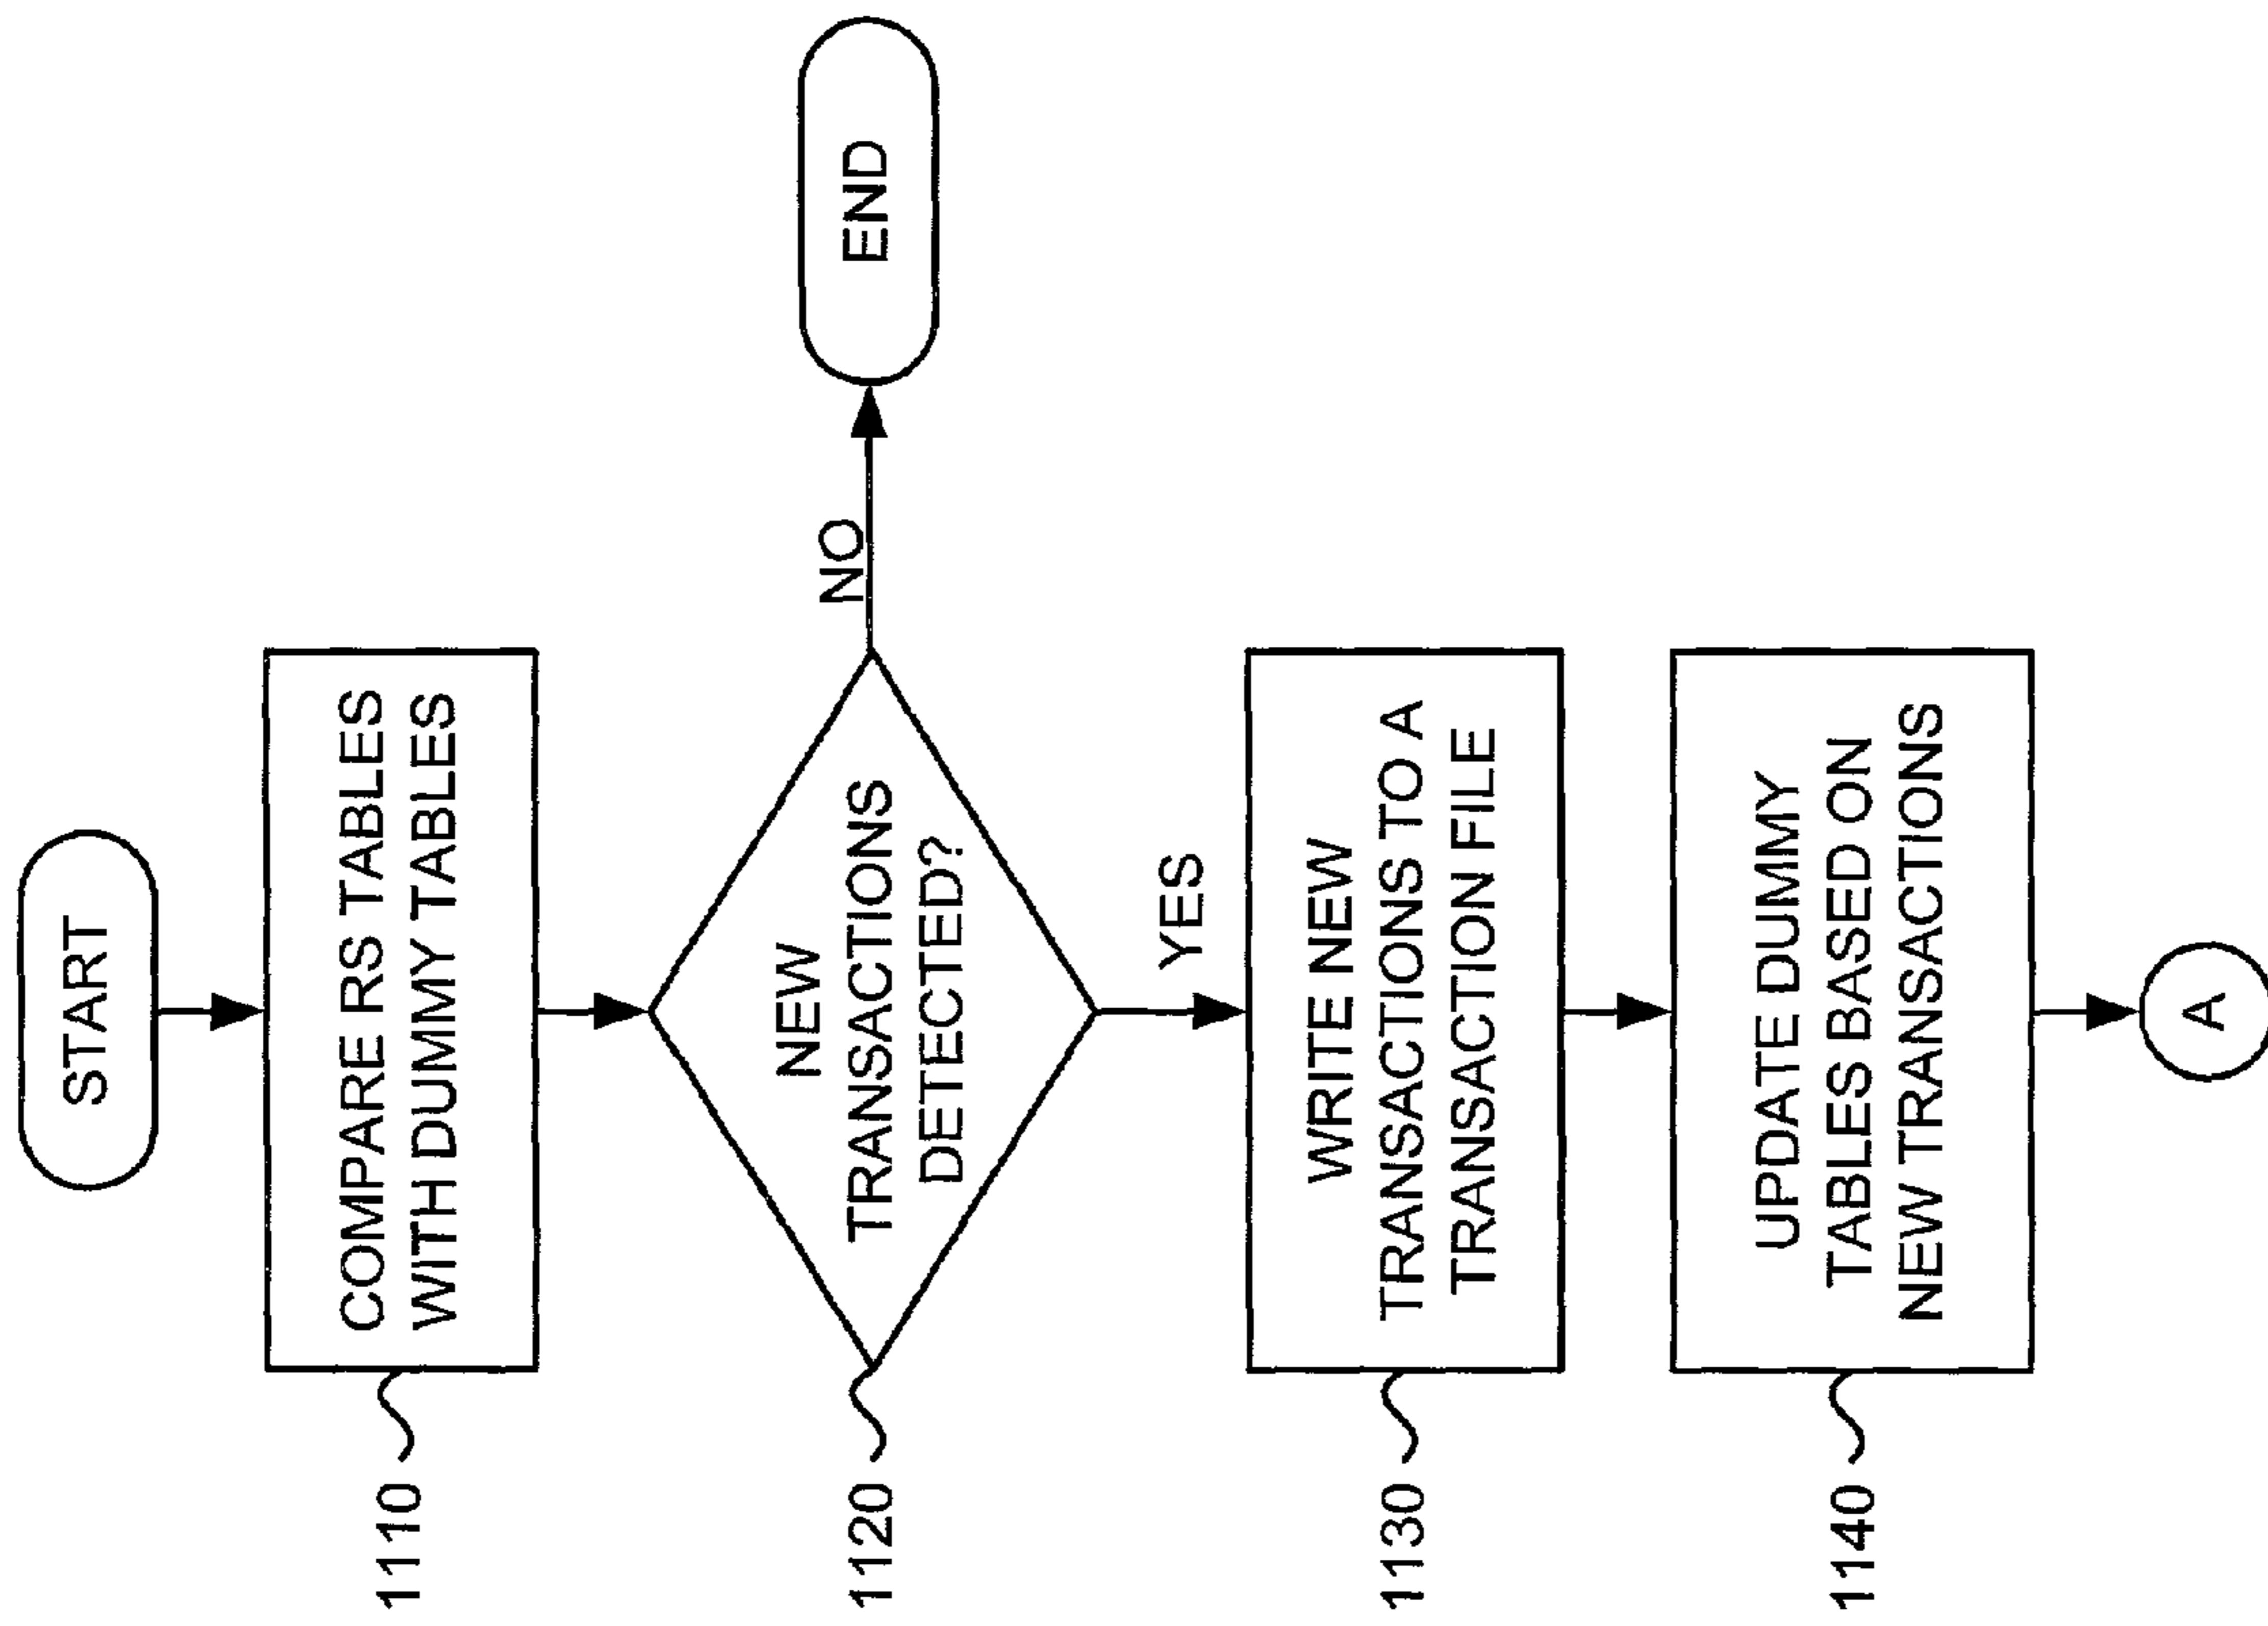 START
1110
COMPARE RS TABLES
WITH DUMMY TABLES
1120
NEW
TRANSACTIONS
DETECTED?
NO
END
YES
1130
WRITE NEW
TRANSACTIONS TO A
TRANSACTION FILE
1140
UPDATE DUMMY
TABLES BASED ON
NEW TRANSACTIONS
A